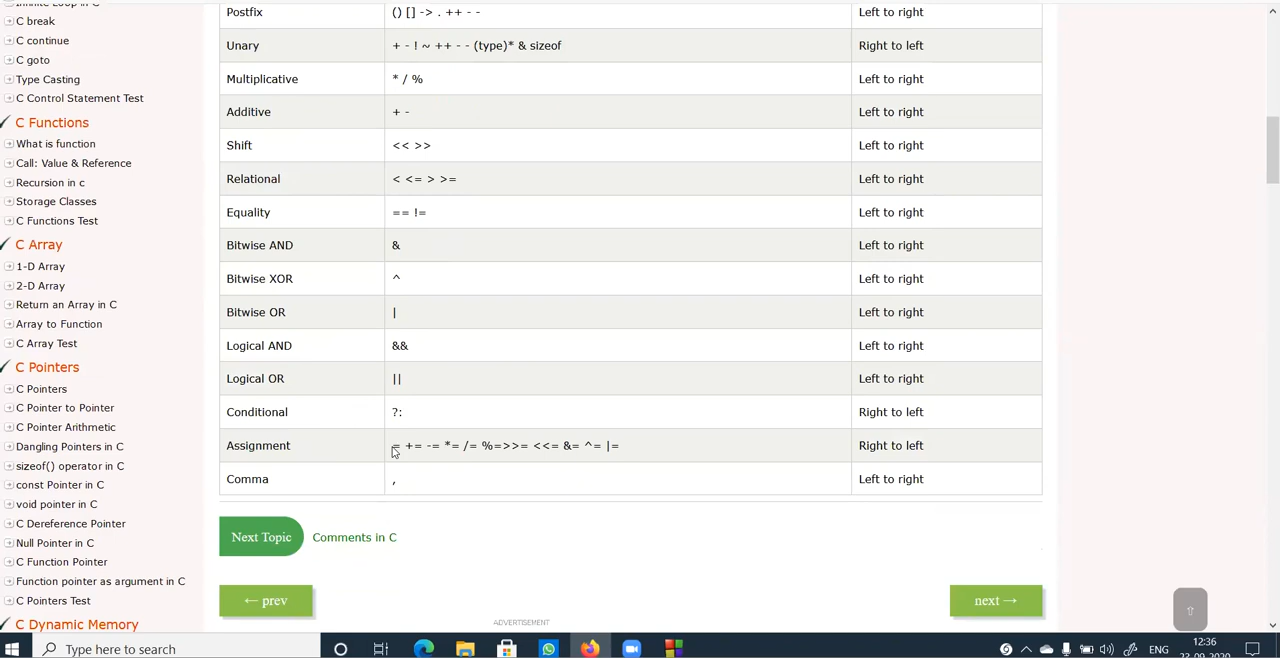 Infinite Loop in C
C break
C continue
C goto
Type Casting
C Control Statement Test
C Functions
What is function
Call: Value & Reference
Recursion in c
Storage Classes
C Functions Test
C Array
1-D Array
2-D Array
Return an Array in C
Array to Function
C Array Test
C Pointers
C Pointers
C Pointer to Pointer
C Pointer Arithmetic
Dangling Pointers in C
sizeof() operator in C
const Pointer in C
void pointer in C
C Dereference Pointer
Null Pointer in C
C Function Pointer
Function pointer as argument in C
C Pointers Test
C Dynamic Memory
Postfix () [] -> . ++ - - Left to right
Unary + - ! ~ ++ - - (type)* & sizeof Right to left
Multiplicative * / % Left to right
Additive + - Left to right
Shift << >> Left to right
Relational < <= > >= Left to right
Equality == != Left to right
Bitwise AND & Left to right
Bitwise XOR ^ Left to right
Bitwise OR | Left to right
Logical AND && Left to right
Logical OR || Left to right
Conditional ?: Right to left
Assignment = += -= *= /= %=>>= <<= &= ^= |= Right to left
Comma , Left to right
Next Topic Comments in C
← prev next →
ADVERTISEMENT
Type here to search
ENG
12:36
23-09-2020